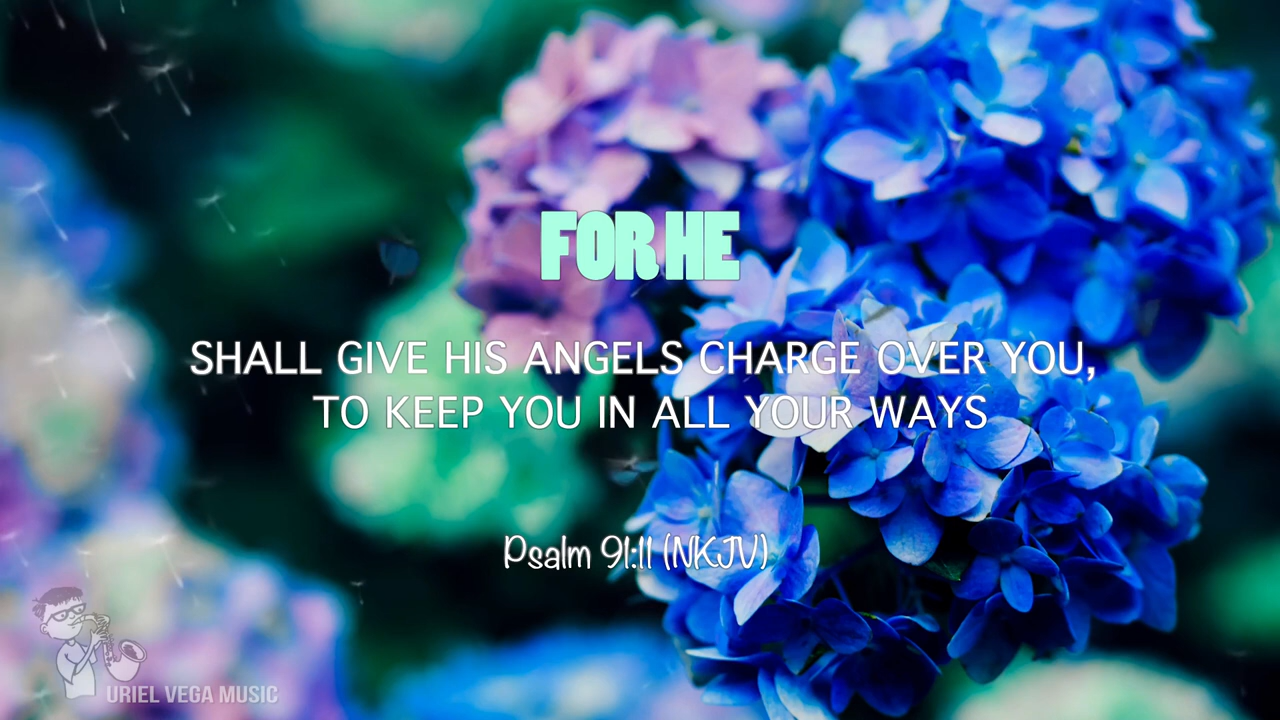 FOR HE
SHALL GIVE HIS ANGELS CHARGE OVER YOU,
TO KEEP YOU IN ALL YOUR WAYS
Psalm 91:11 (NKJV)
URIEL VEGA MUSIC